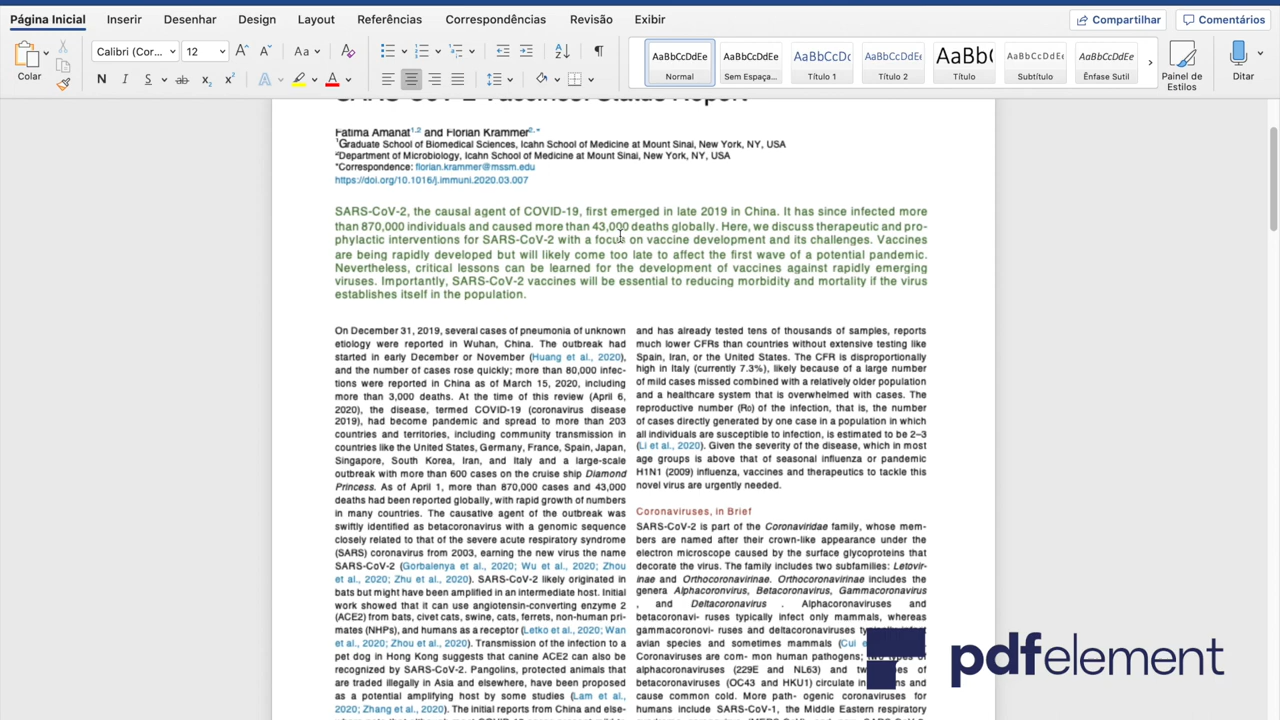 Página Inicial Inserir Desenhar Design Layout Referências Correspondências Revisão Exibir Compartilhar Comentários
Calibri (Cor... 12 Aa
AaBbCcDdEe AaBbCcDdEe AaBbCcDc AaBbCcDdEe AaBb( AaBbCcDdEe AaBbCcDdEe
Colar N I S ab x₂ x² A A Normal Sem Espaça... Título 1 Título 2 Título Subtítulo Ênfase Sutil Painel de Estilos Ditar
SARS-CoV-2 Vaccines: Status Report
Fatima Amanat1,2 and Florian Krammer2,*
1Graduate School of Biomedical Sciences, Icahn School of Medicine at Mount Sinai, New York, NY, USA
2Department of Microbiology, Icahn School of Medicine at Mount Sinai, New York, NY, USA
*Correspondence: florian.krammer@mssm.edu
https://doi.org/10.1016/j.immuni.2020.03.007
SARS-CoV-2, the causal agent of COVID-19, first emerged in late 2019 in China. It has since infected more
than 870,000 individuals and caused more than 43,000 deaths globally. Here, we discuss therapeutic and pro-
phylactic interventions for SARS-CoV-2 with a focus on vaccine development and its challenges. Vaccines
are being rapidly developed but will likely come too late to affect the first wave of a potential pandemic.
Nevertheless, critical lessons can be learned for the development of vaccines against rapidly emerging
viruses. Importantly, SARS-CoV-2 vaccines will be essential to reducing morbidity and mortality if the virus
establishes itself in the population.
On December 31, 2019, several cases of pneumonia of unknown
etiology were reported in Wuhan, China. The outbreak had
started in early December or November (Huang et al., 2020),
and the number of cases rose quickly; more than 80,000 infec-
tions were reported in China as of March 15, 2020, including
more than 3,000 deaths. At the time of this review (April 6,
2020), the disease, termed COVID-19 (coronavirus disease
2019), had become pandemic and spread to more than 203
countries and territories, including community transmission in
countries like the United States, Germany, France, Spain, Japan,
Singapore, South Korea, Iran, and Italy and a large-scale
outbreak with more than 600 cases on the cruise ship Diamond
Princess. As of April 1, more than 870,000 cases and 43,000
deaths had been reported globally, with rapid growth of numbers
in many countries. The causative agent of the outbreak was
swiftly identified as betacoronavirus with a genomic sequence
closely related to that of the severe acute respiratory syndrome
(SARS) coronavirus from 2003, earning the new virus the name
SARS-CoV-2 (Gorbalenya et al., 2020; Wu et al., 2020; Zhou
et al., 2020; Zhu et al., 2020). SARS-CoV-2 likely originated in
bats but might have been amplified in an intermediate host. Initial
work showed that it can use angiotensin-converting enzyme 2
(ACE2) from bats, civet cats, swine, cats, ferrets, non-human pri-
mates (NHPs), and humans as a receptor (Letko et al., 2020; Wan
et al., 2020; Zhou et al., 2020). Transmission of the infection to a
pet dog in Hong Kong suggests that canine ACE2 can also be
recognized by SARS-CoV-2. Pangolins, protected animals that
are traded illegally in Asia and elsewhere, have been proposed
as a potential amplifying host by some studies (Lam et al.,
2020; Zhang et al., 2020). The initial reports from China and else-
and has already tested tens of thousands of samples, reports
much lower CFRs than countries without extensive testing like
Spain, Iran, or the United States. The CFR is disproportionally
high in Italy (currently 7.3%), likely because of a large number
of mild cases missed combined with a relatively older population
and a healthcare system that is overwhelmed with cases. The
reproductive number (Ro) of the infection, that is, the number
of cases directly generated by one case in a population in which
all individuals are susceptible to infection, is estimated to be 2–3
(Li et al., 2020). Given the severity of the disease, which in most
age groups is above that of seasonal influenza or pandemic
H1N1 (2009) influenza, vaccines and therapeutics to tackle this
novel virus are urgently needed.
Coronaviruses, in Brief
SARS-CoV-2 is part of the Coronaviridae family, whose mem-
bers are named after their crown-like appearance under the
electron microscope caused by the surface glycoproteins that
decorate the virus. The family includes two subfamilies: Letovir-
inae and Orthocoronavirinae. Orthocoronavirinae includes the
genera Alphacoronvirus, Betacoronavirus, Gammacoronavirus
, and Deltacoronavirus . Alphacoronaviruses and
betacoronavi- ruses typically infect only mammals, whereas
gammacoronovi- ruses and deltacoronaviruses typically infect
avian species and sometimes mammals (Cui
Coronaviruses are com- mon human pathogens; two types of
alphacoronaviruses (229E and NL63) and two
betacoronaviruses (OC43 and HKU1) circulate in and
cause common cold. More path- ogenic coronaviruses for
humans include SARS-CoV-1, the Middle Eastern respiratory
pdfelement